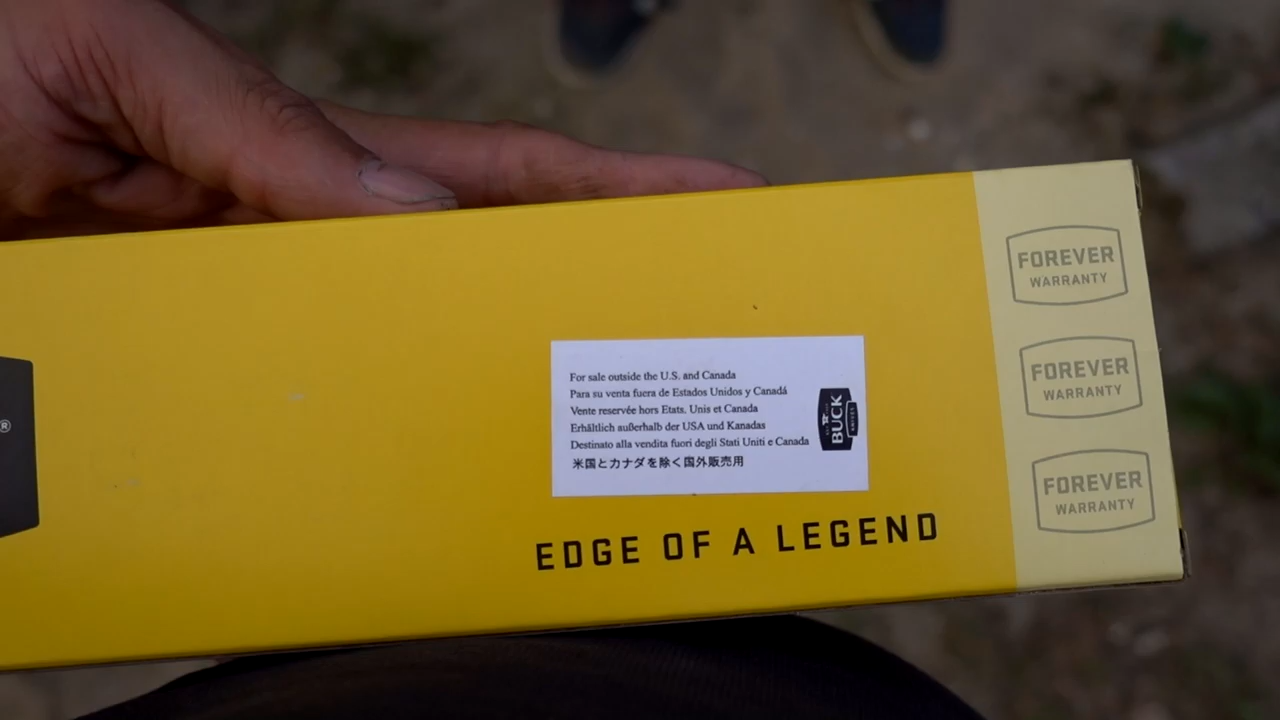 For sale outside the U.S. and Canada
Para su venta fuera de Estados Unidos y Canadá
Vente reservée hors Etats. Unis et Canada
Erhältlich außerhalb der USA und Kanadas
Destinato alla vendita fuori degli Stati Uniti e Canada
米国とカナダを除く国外販売用
BUCK
KNIVES
EDGE OF A LEGEND
FOREVER
WARRANTY
FOREVER
WARRANTY
FOREVER
WARRANTY
®